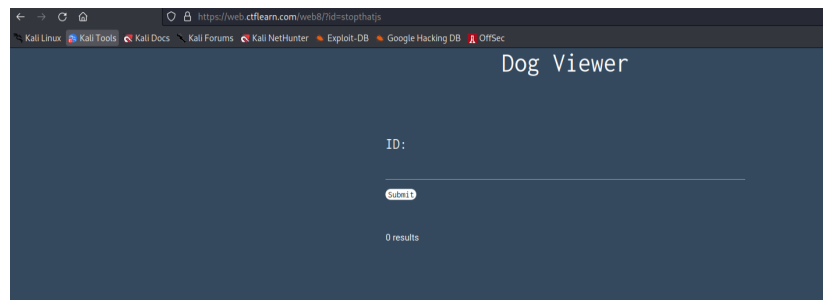 https://web.ctflearn.com/web8/?id=stopthatjs
Kali Linux Kali Tools Kali Docs Kali Forums Kali NetHunter Exploit-DB Google Hacking DB OffSec
Dog Viewer
ID:
Submit
0 results